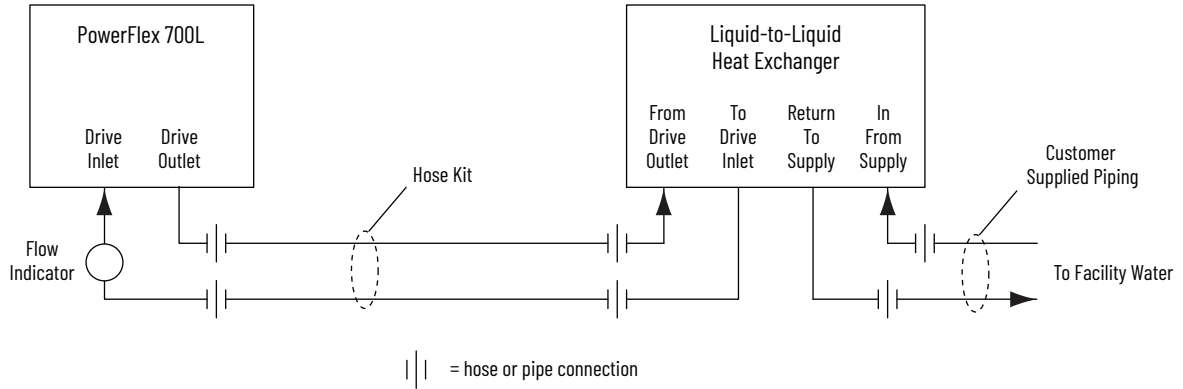 PowerFlex 700L
Drive
Inlet
Drive
Outlet
Flow
Indicator
Hose Kit
Liquid-to-Liquid
Heat Exchanger
From
Drive
Outlet
To
Drive
Inlet
Return
To
Supply
In
From
Supply
Customer
Supplied Piping
To Facility Water
= hose or pipe connection